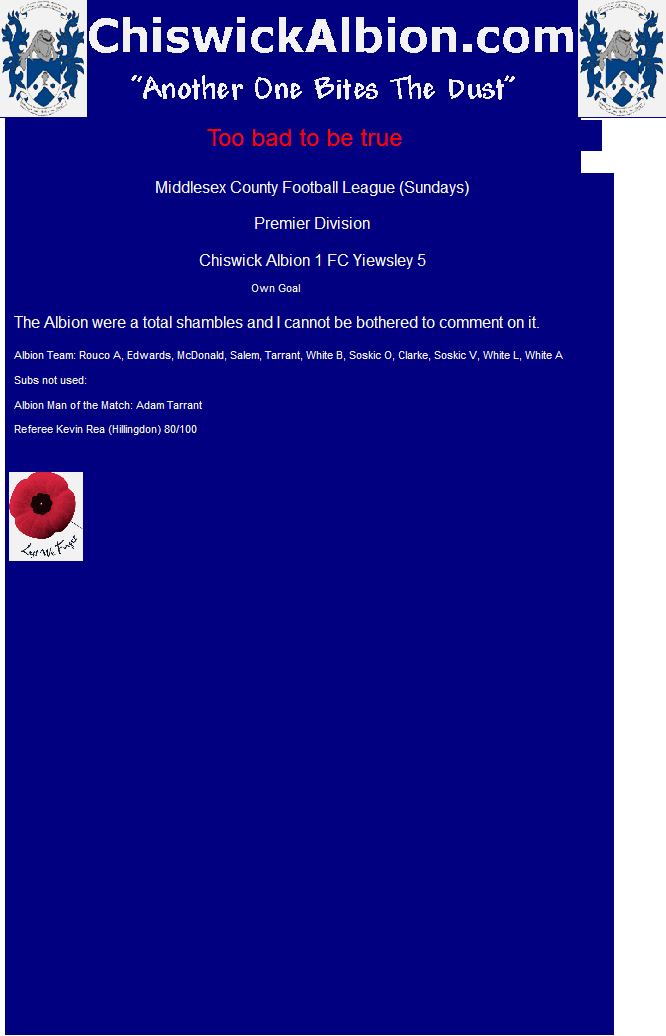 ChiswickAlbion.com
"Another One Bites The Dust"
Too bad to be true
Middlesex County Football League (Sundays)
Premier Division
Chiswick Albion 1 FC Yiewsley 5
Own Goal
The Albion were a total shambles and I cannot be bothered to comment on it.
Albion Team: Rouco A, Edwards, McDonald, Salem, Tarrant, White B, Soskic O, Clarke, Soskic V, White L, White A
Subs not used:
Albion Man of the Match: Adam Tarrant
Referee Kevin Rea (Hillingdon) 80/100
Lest We Forget